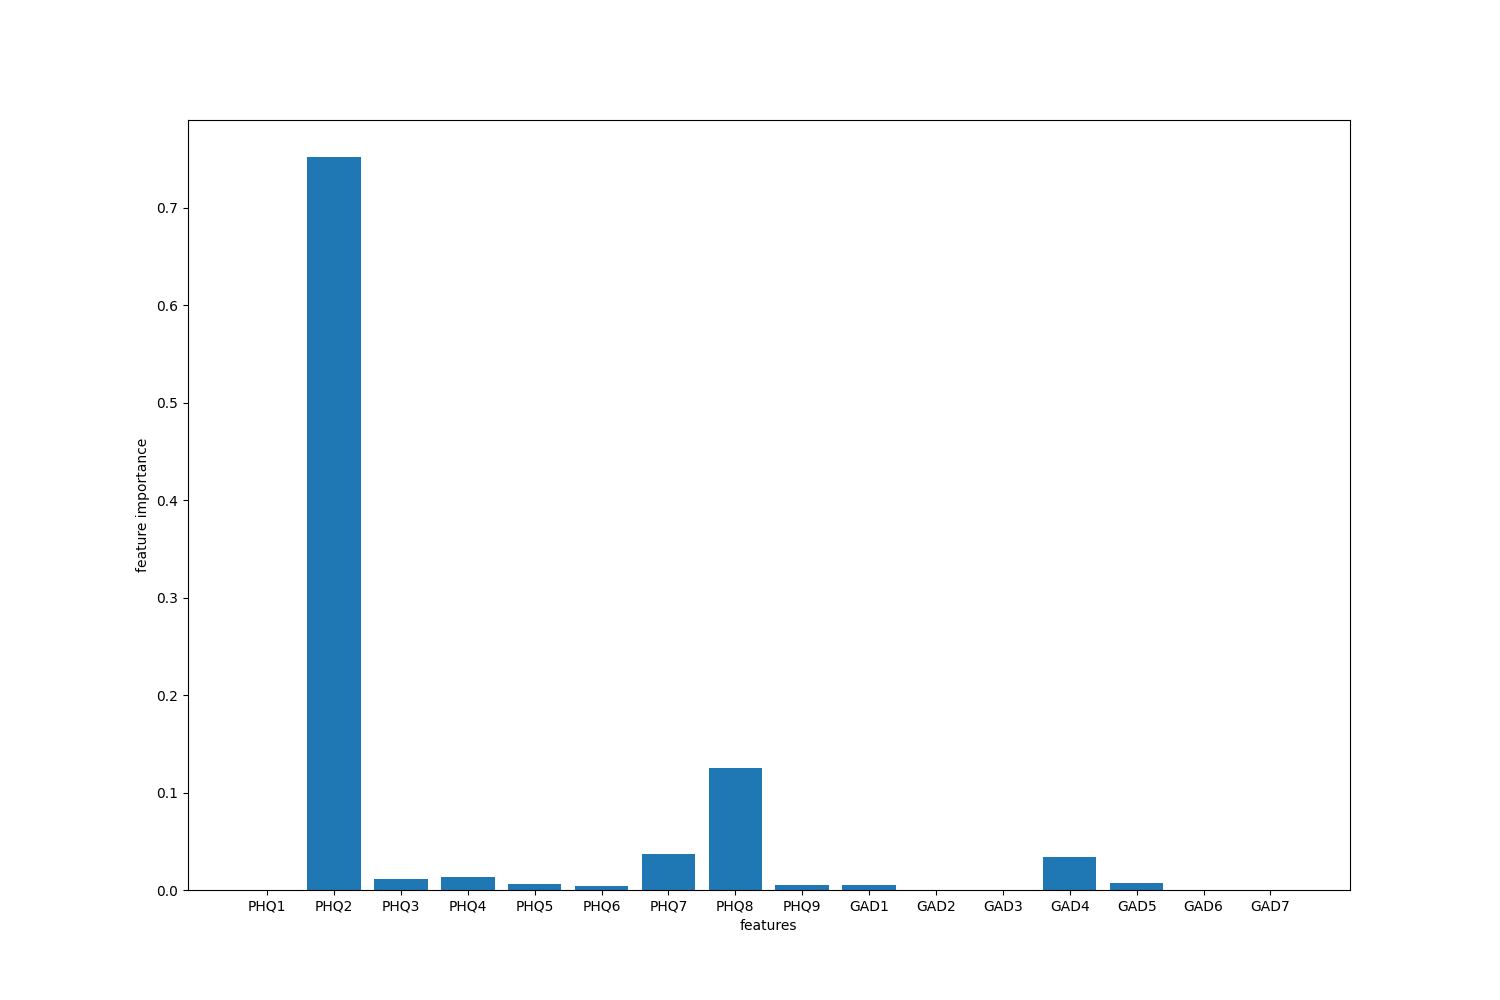 feature importance
0.7
0.6
0.5
0.4
0.3
0.2
0.1
0.0
PHQ1 PHQ2 PHQ3 PHQ4 PHQ5 PHQ6 PHQ7 PHQ8 PHQ9 GAD1 GAD2 GAD3 GAD4 GAD5 GAD6 GAD7
features